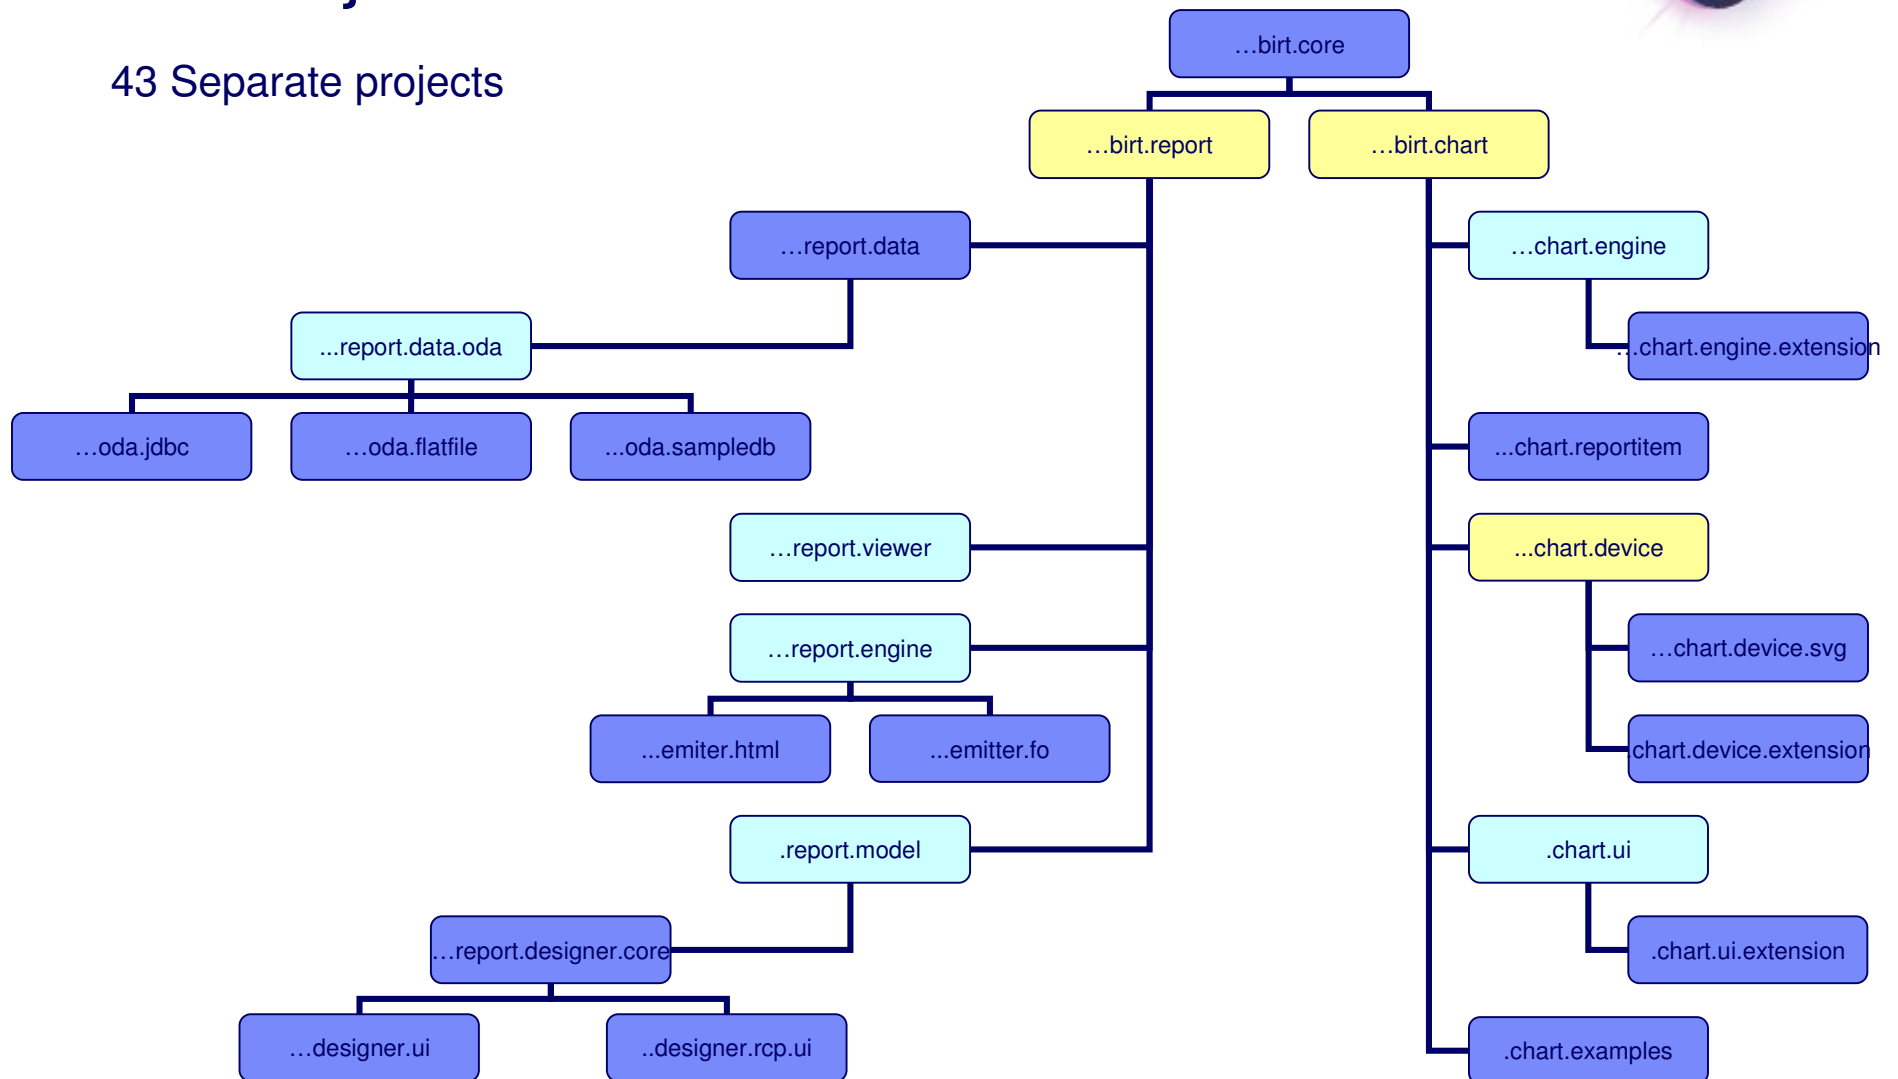 43 Separate projects
…birt.core
…birt.report
…birt.chart
…report.data
…chart.engine
...report.data.oda
…chart.engine.extension
…oda.jdbc
…oda.flatfile
...oda.sampledb
...chart.reportitem
…report.viewer
...chart.device
…report.engine
…chart.device.svg
...emiter.html
...emitter.fo
.chart.device.extension
.report.model
.chart.ui
…report.designer.core
.chart.ui.extension
…designer.ui
..designer.rcp.ui
.chart.examples